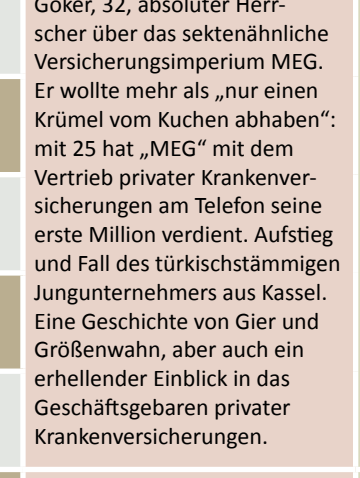 Göker, 32, absoluter Herr-
scher über das sektenähnliche
Versicherungsimperium MEG.
Er wollte mehr als „nur einen
Krümel vom Kuchen abhaben“:
mit 25 hat „MEG“ mit dem
Vertrieb privater Krankenver-
sicherungen am Telefon seine
erste Million verdient. Aufstieg
und Fall des türkischstämmigen
Jungunternehmers aus Kassel.
Eine Geschichte von Gier und
Größenwahn, aber auch ein
erhellender Einblick in das
Geschäftsgebaren privater
Krankenversicherungen.